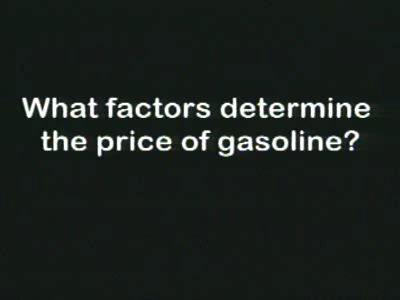 What factors determine
the price of gasoline?